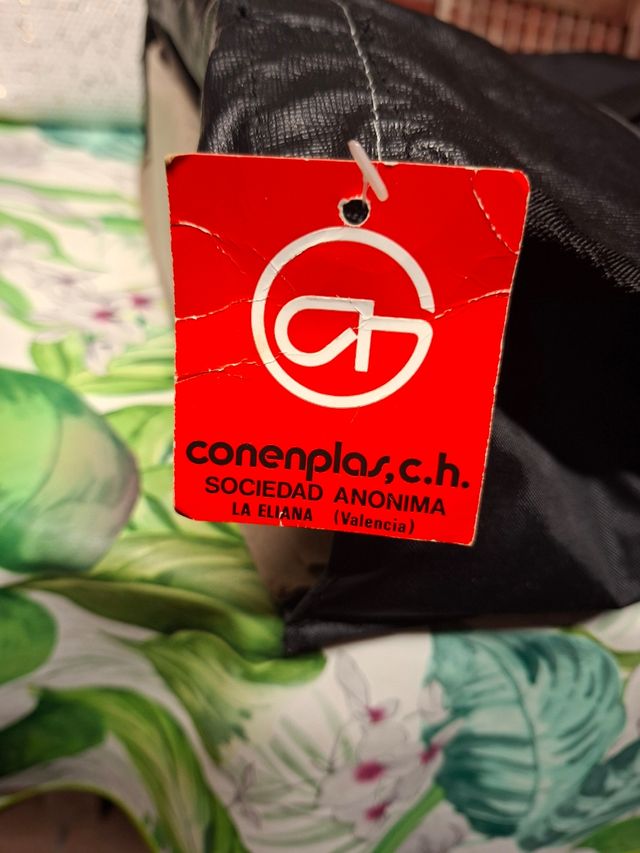 conenplas, c.h.
SOCIEDAD ANONIMA
LA ELIANA (Valencia)